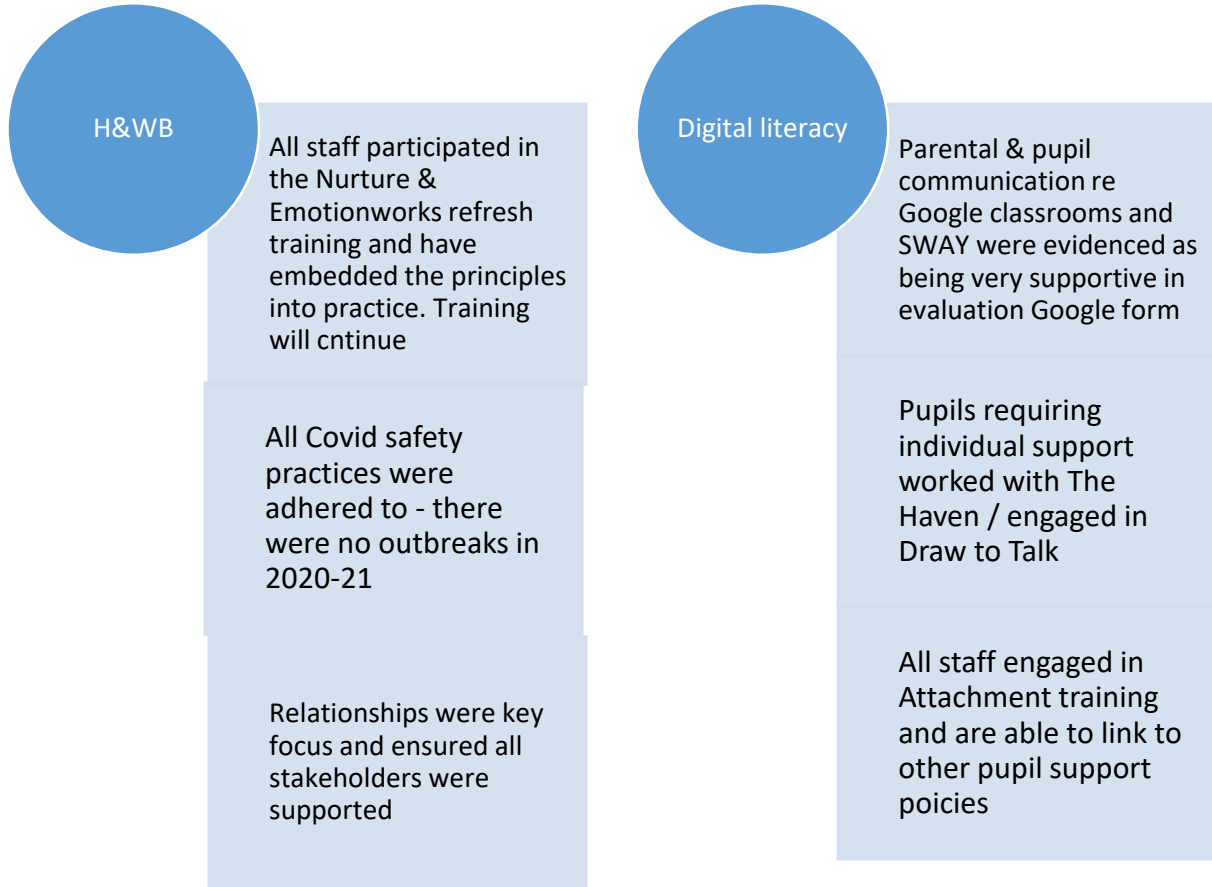 H&WB
All staff participated in
the Nurture &
Emotionworks refresh
training and have
embedded the principles
into practice. Training
will cntinue
All Covid safety
practices were
adhered to - there
were no outbreaks in
2020-21
Relationships were key
focus and ensured all
stakeholders were
supported
Digital literacy
Parental & pupil
communication re
Google classrooms and
SWAY were evidenced as
being very supportive in
evaluation Google form
Pupils requiring
individual support
worked with The
Haven / engaged in
Draw to Talk
All staff engaged in
Attachment training
and are able to link to
other pupil support
poicies